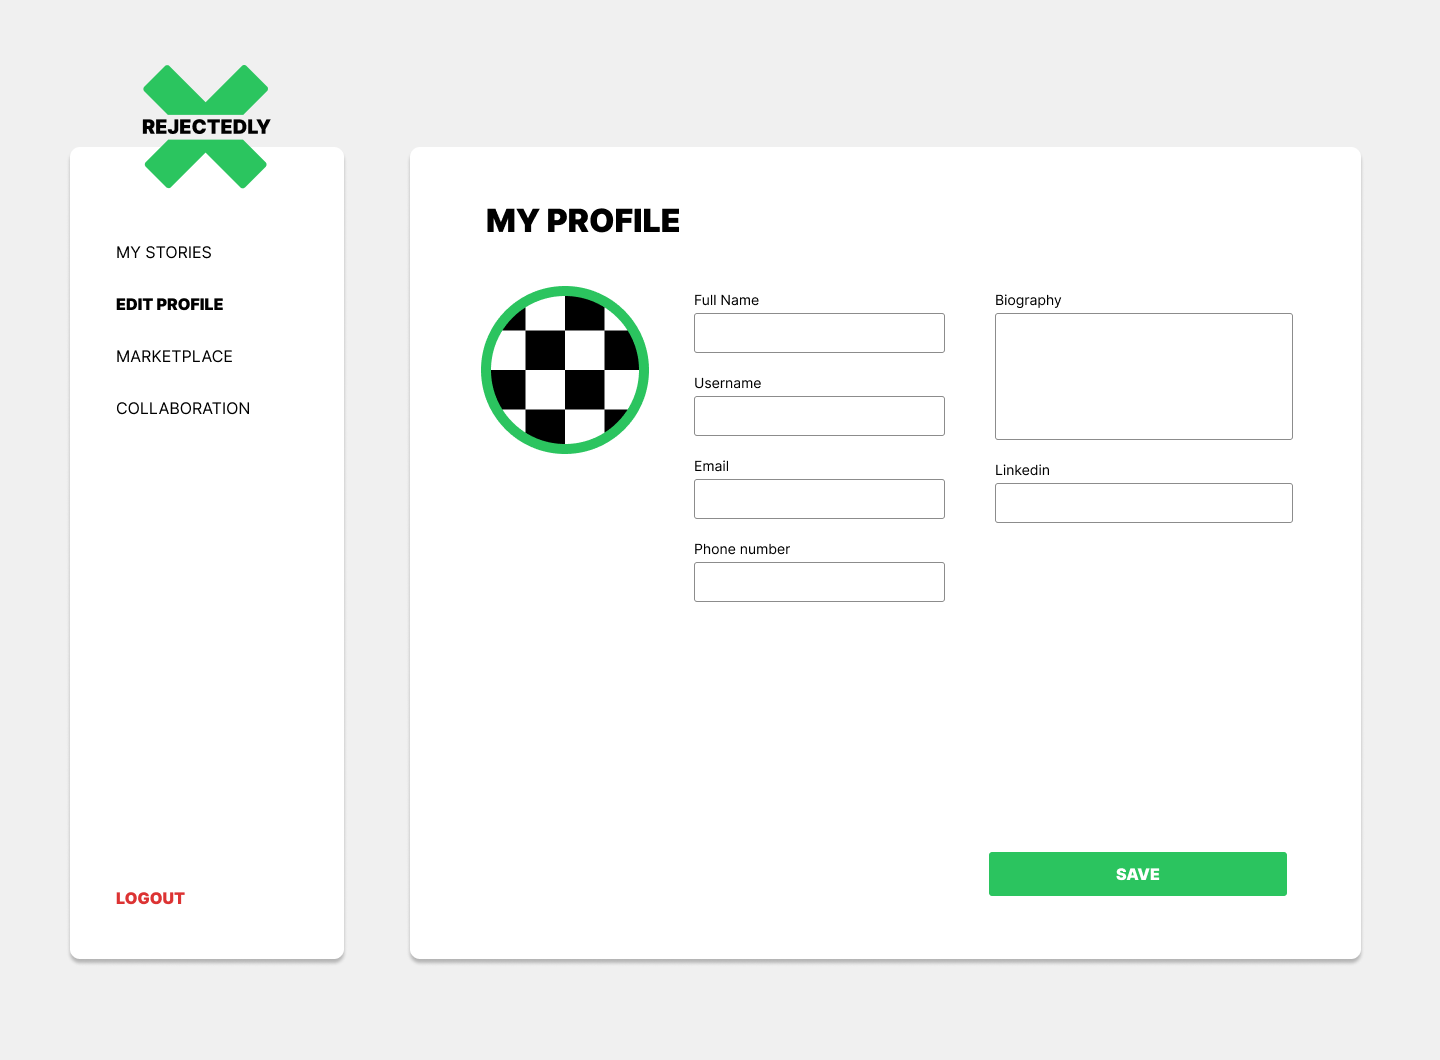 REJECTEDLY
MY STORIES
EDIT PROFILE
MARKETPLACE
COLLABORATION
LOGOUT
MY PROFILE
Full Name
Username
Email
Phone number
Biography
Linkedin
SAVE